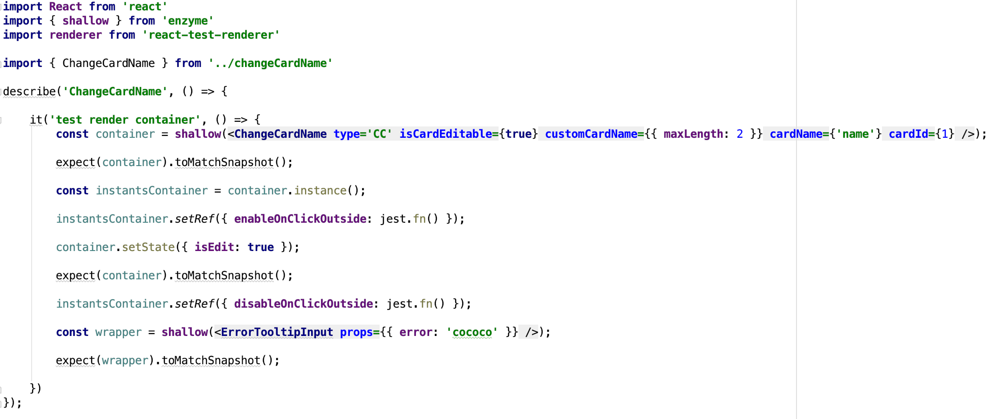 import React from 'react'
import { shallow } from 'enzyme'
import renderer from 'react-test-renderer'
import { ChangeCardName } from '../changeCardName'
describe('ChangeCardName', () => {
it('test render container', () => {
const container = shallow(<ChangeCardName type='CC' isCardEditable={true} customCardName={{ maxLength: 2 }} cardName={'name'} cardId={1} />);
expect(container).toMatchSnapshot();
const instantsContainer = container.instance();
instantsContainer.setRef({ enableOnClickOutside: jest.fn() });
container.setState({ isEdit: true });
expect(container).toMatchSnapshot();
instantsContainer.setRef({ disableOnClickOutside: jest.fn() });
const wrapper = shallow(<ErrorTooltipInput props={{ error: 'cococo' }} />);
expect(wrapper).toMatchSnapshot();
})
});